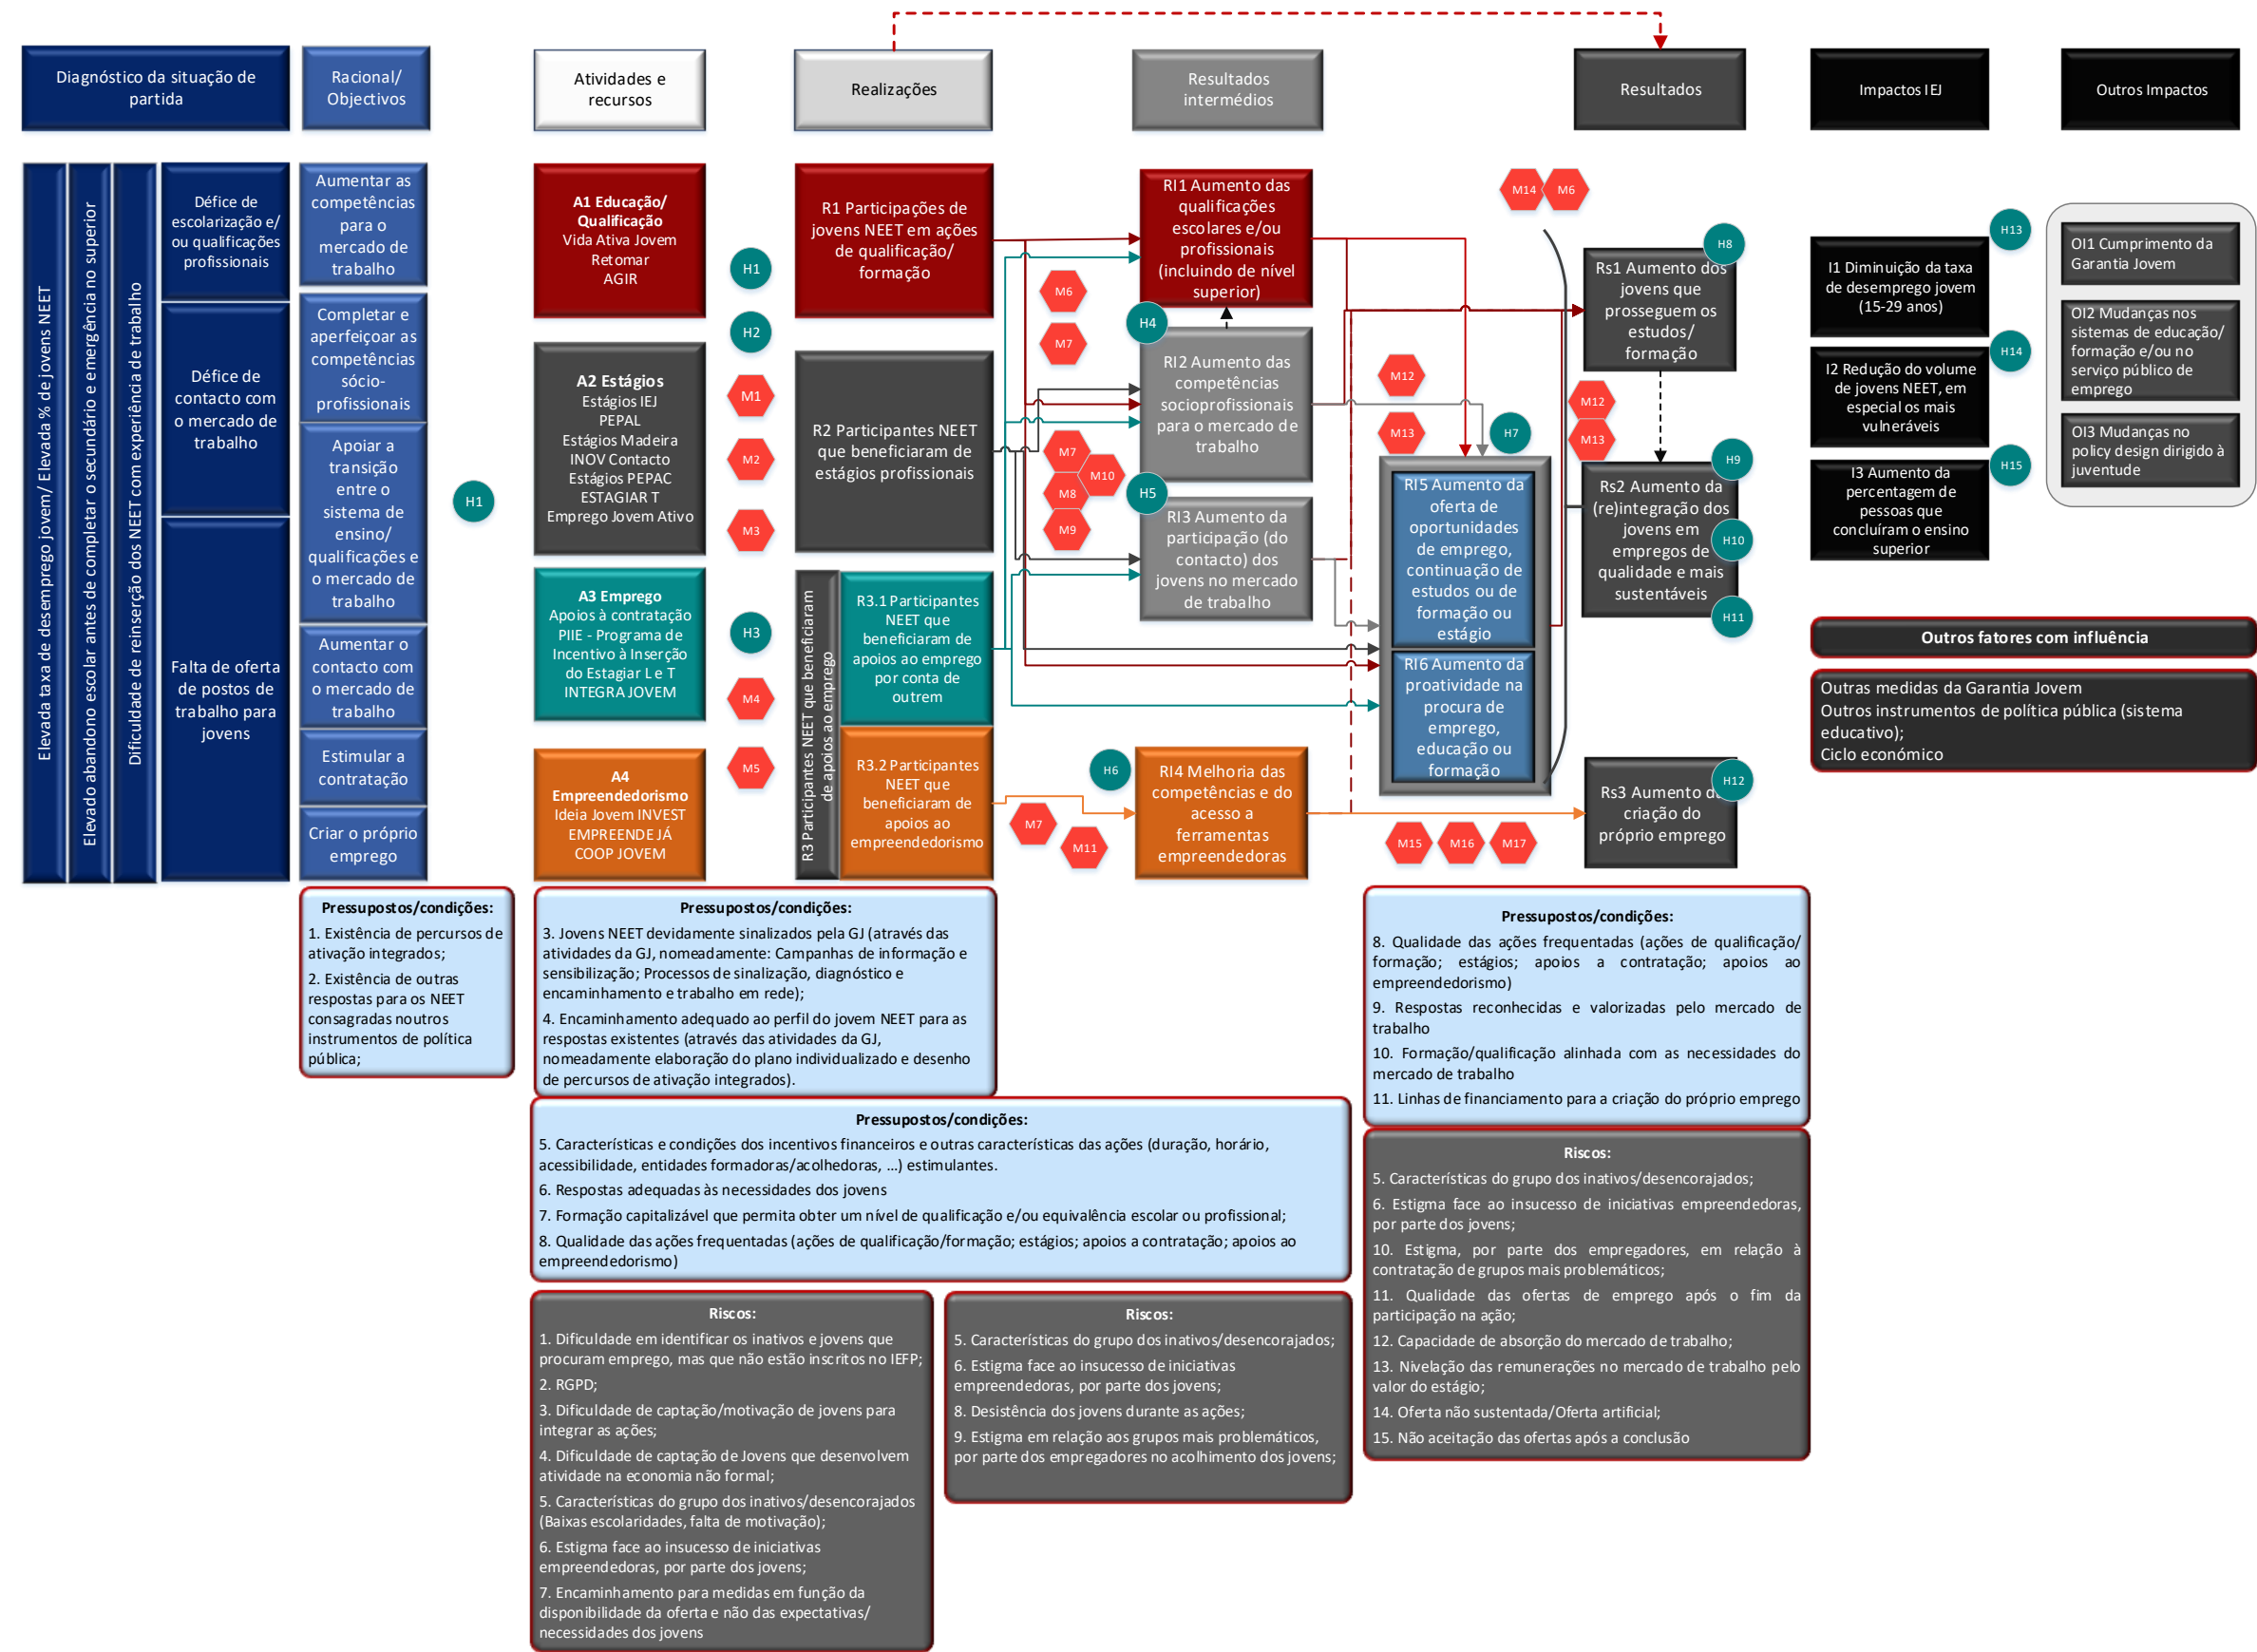 Diagnóstico da situação de
partida
Racional/
Objectivos
Atividades e
recursos
Realizações
Resultados
intermédios
Resultados
Impactos IEJ
Outros Impactos
Elevada taxa de desemprego jovem/ Elevada % de jovens NEET
Elevado abandono escolar antes de completar o secundário e emergência no superior
Dificuldade de reinserção dos NEET com experiência de trabalho
Défice de
escolarização e/
ou qualificações
profissionais
Défice de
contacto com
o mercado de
trabalho
Falta de oferta
de postos de
trabalho para
jovens
Aumentar as
competências
para o
mercado de
trabalho
Completar e
aperfeiçoar as
competências
sócio-
profissionais
Apoiar a
transição
entre o
sistema de
ensino/
qualificações e
o mercado de
trabalho
Aumentar o
contacto com
o mercado de
trabalho
Estimular a
contratação
Criar o próprio
emprego
H1
A1 Educação/
Qualificação
Vida Ativa Jovem
Retomar
AGIR
A2 Estágios
Estágios IEJ
PEPAL
Estágios Madeira
INOV Contacto
Estágios PEPAC
ESTAGIAR T
Emprego Jovem Ativo
A3 Emprego
Apoios à contratação
PIIE - Programa de
Incentivo à Inserção
do Estagiar L e T
INTEGRA JOVEM
A4
Empreendedorismo
Ideia Jovem INVEST
EMPREENDE JÁ
COOP JOVEM
H1
H2
M1
M2
M3
H3
M4
M5
R1 Participações de
jovens NEET em ações
de qualificação/
formação
R2 Participantes NEET
que beneficiaram de
estágios profissionais
R3 Participantes NEET que beneficiaram
de apoios ao emprego
R3.1 Participantes
NEET que
beneficiaram de
apoios ao emprego
por conta de
outrem
R3.2 Participantes
NEET que
beneficiaram de
apoios ao
empreendedorismo
M6
M7
M7
M10
M8
M9
H6
M7
M11
H4
H5
RI1 Aumento das
qualificações
escolares e/ou
profissionais
(incluindo de nível
superior)
RI2 Aumento das
competências
socioprofissionais
para o mercado de
trabalho
RI3 Aumento da
participação (do
contacto) dos
jovens no mercado
de trabalho
RI4 Melhoria das
competências e do
acesso a
ferramentas
empreendedoras
M12
M13
H7
RI5 Aumento da
oferta de
oportunidades
de emprego,
continuação de
estudos ou de
formação ou
estágio
RI6 Aumento da
proatividade na
procura de
emprego,
educação ou
formação
M15
M16
M17
M14
M6
M12
M13
H8
Rs1 Aumento dos
jovens que
prosseguem os
estudos/
formação
H9
Rs2 Aumento da
(re)integração dos
jovens em
empregos de
qualidade e mais
sustentáveis
H10
H11
H12
Rs3 Aumento d
criação do
próprio emprego
H13
I1 Diminuição da taxa
de desemprego jovem
(15-29 anos)
H14
I2 Redução do volume
de jovens NEET, em
especial os mais
vulneráveis
H15
I3 Aumento da
percentagem de
pessoas que
concluíram o ensino
superior
OI1 Cumprimento da
Garantia Jovem
OI2 Mudanças nos
sistemas de educação/
formação e/ou no
serviço público de
emprego
OI3 Mudanças no
policy design dirigido à
juventude
Outros fatores com influência
Outras medidas da Garantia Jovem
Outros instrumentos de política pública (sistema
educativo);
Ciclo económico
Pressupostos/condições:
1. Existência de percursos de
ativação integrados;
2. Existência de outras
respostas para os NEET
consagradas noutros
instrumentos de política
pública;
Pressupostos/condições:
3. Jovens NEET devidamente sinalizados pela GJ (através das
atividades da GJ, nomeadamente: Campanhas de informação e
sensibilização; Processos de sinalização, diagnóstico e
encaminhamento e trabalho em rede);
4. Encaminhamento adequado ao perfil do jovem NEET para as
respostas existentes (através das atividades da GJ,
nomeadamente elaboração do plano individualizado e desenho
de percursos de ativação integrados).
Pressupostos/condições:
5. Características e condições dos incentivos financeiros e outras características das ações (duração, horário,
acessibilidade, entidades formadoras/acolhedoras, …) estimulantes.
6. Respostas adequadas às necessidades dos jovens
7. Formação capitalizável que permita obter um nível de qualificação e/ou equivalência escolar ou profissional;
8. Qualidade das ações frequentadas (ações de qualificação/formação; estágios; apoios a contratação; apoios ao
empreendedorismo)
Pressupostos/condições:
8. Qualidade das ações frequentadas (ações de qualificação/
formação; estágios; apoios a contratação; apoios ao
empreendedorismo)
9. Respostas reconhecidas e valorizadas pelo mercado de
trabalho
10. Formação/qualificação alinhada com as necessidades do
mercado de trabalho
11. Linhas de financiamento para a criação do próprio emprego
Riscos:
1. Dificuldade em identificar os inativos e jovens que
procuram emprego, mas que não estão inscritos no IEFP;
2. RGPD;
3. Dificuldade de captação/motivação de jovens para
integrar as ações;
4. Dificuldade de captação de Jovens que desenvolvem
atividade na economia não formal;
5. Características do grupo dos inativos/desencorajados
(Baixas escolaridades, falta de motivação);
6. Estigma face ao insucesso de iniciativas
empreendedoras, por parte dos jovens;
7. Encaminhamento para medidas em função da
disponibilidade da oferta e não das expectativas/
necessidades dos jovens
Riscos:
5. Características do grupo dos inativos/desencorajados;
6. Estigma face ao insucesso de iniciativas
empreendedoras, por parte dos jovens;
8. Desistência dos jovens durante as ações;
9. Estigma em relação aos grupos mais problemáticos,
por parte dos empregadores no acolhimento dos jovens;
Riscos:
5. Características do grupo dos inativos/desencorajados;
6. Estigma face ao insucesso de iniciativas empreendedoras,
por parte dos jovens;
10. Estigma, por parte dos empregadores, em relação à
contratação de grupos mais problemáticos;
11. Qualidade das ofertas de emprego após o fim da
participação na ação;
12. Capacidade de absorção do mercado de trabalho;
13. Nivelação das remunerações no mercado de trabalho pelo
valor do estágio;
14. Oferta não sustentada/Oferta artificial;
15. Não aceitação das ofertas após a conclusão